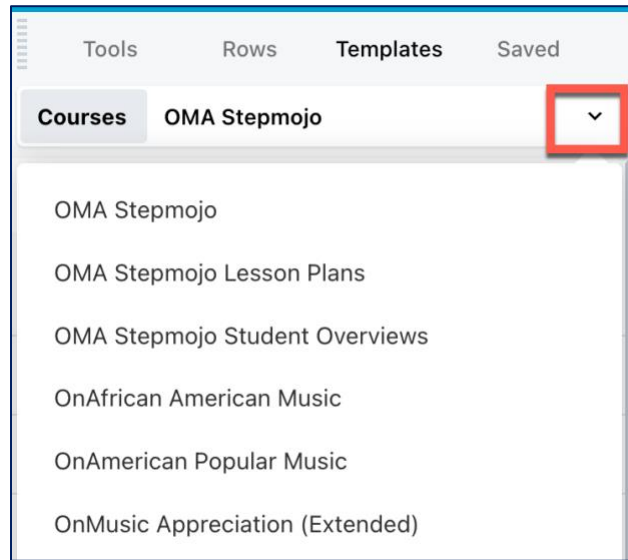 Tools Rows Templates Saved
Courses OMA Stepmojo
OMA Stepmojo
OMA Stepmojo Lesson Plans
OMA Stepmojo Student Overviews
OnAfrican American Music
OnAmerican Popular Music
OnMusic Appreciation (Extended)